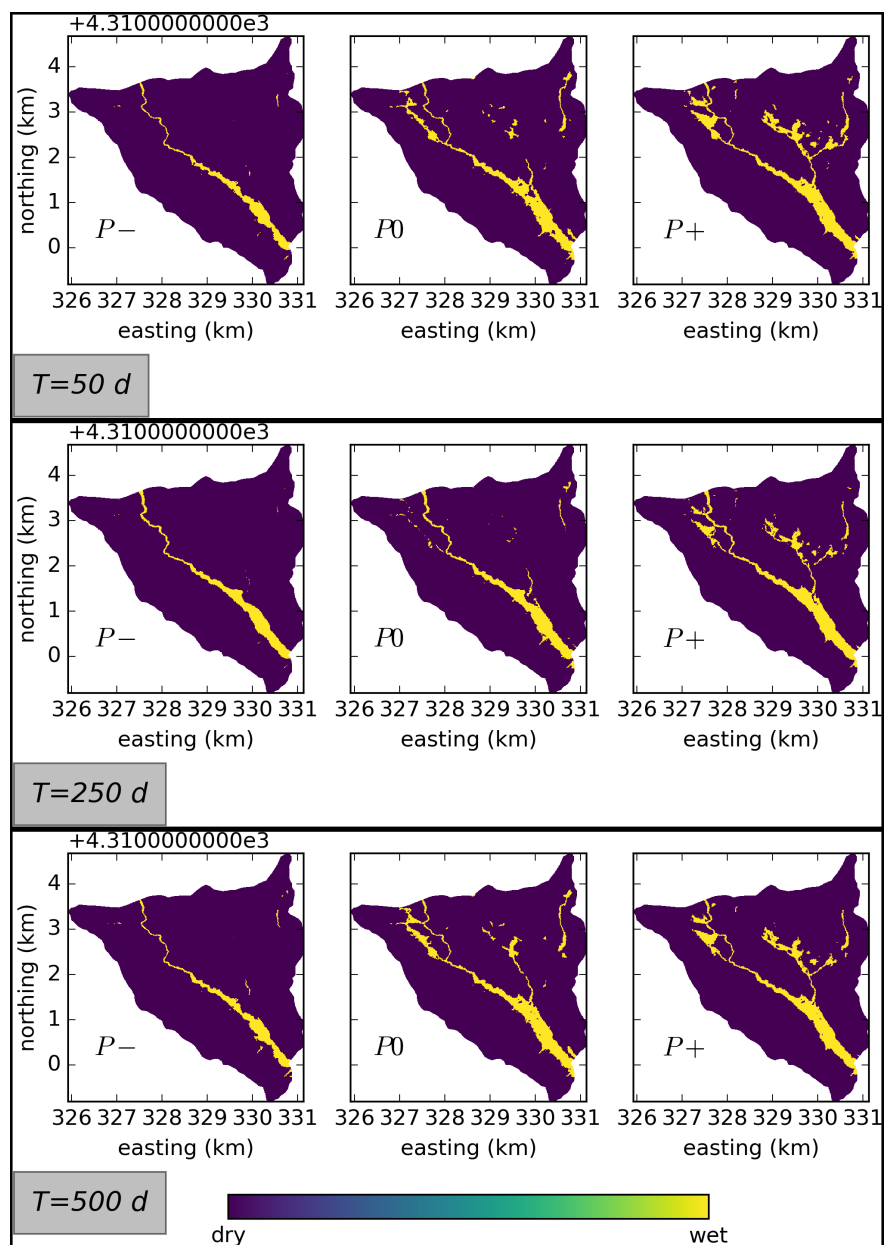 +4.3100000000e3
4
3
2
1
0
northing (km)
P−
P0
P+
326 327 328 329 330 331
326 327 328 329 330 331
326 327 328 329 330 331
easting (km)
easting (km)
easting (km)
T=50 d
+4.3100000000e3
4
3
2
1
0
northing (km)
P−
P0
P+
326 327 328 329 330 331
326 327 328 329 330 331
326 327 328 329 330 331
easting (km)
easting (km)
easting (km)
T=250 d
+4.3100000000e3
4
3
2
1
0
northing (km)
P−
P0
P+
326 327 328 329 330 331
326 327 328 329 330 331
326 327 328 329 330 331
easting (km)
easting (km)
easting (km)
T=500 d
dry
wet